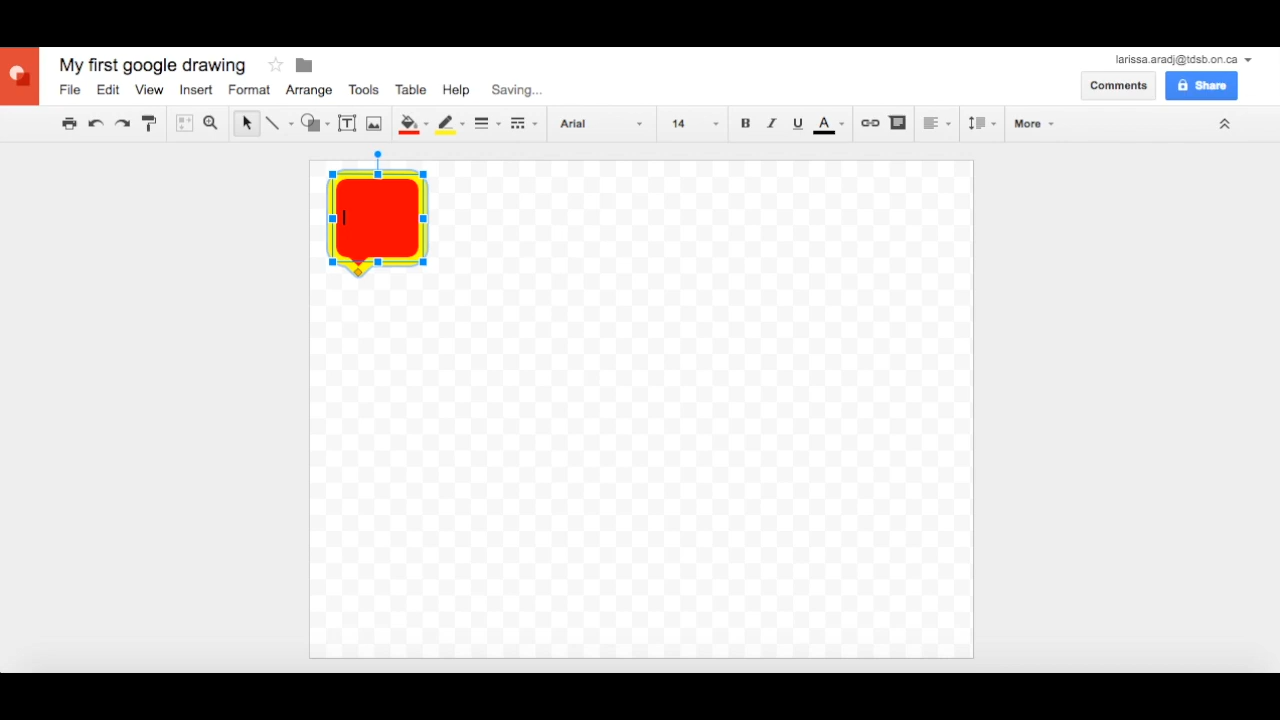 My first google drawing
larissa.aradj@tdsb.on.ca
File Edit View Insert Format Arrange Tools Table Help Saving...
Comments Share
Arial 14 B I U A More